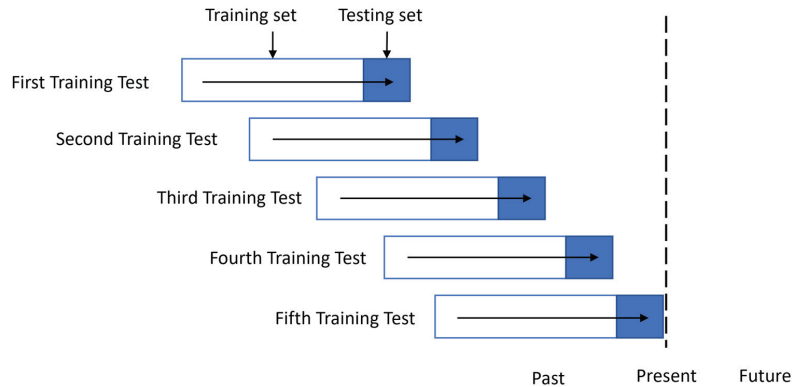 Training set
Testing set
First Training Test
Second Training Test
Third Training Test
Fourth Training Test
Fifth Training Test
Past
Present
Future